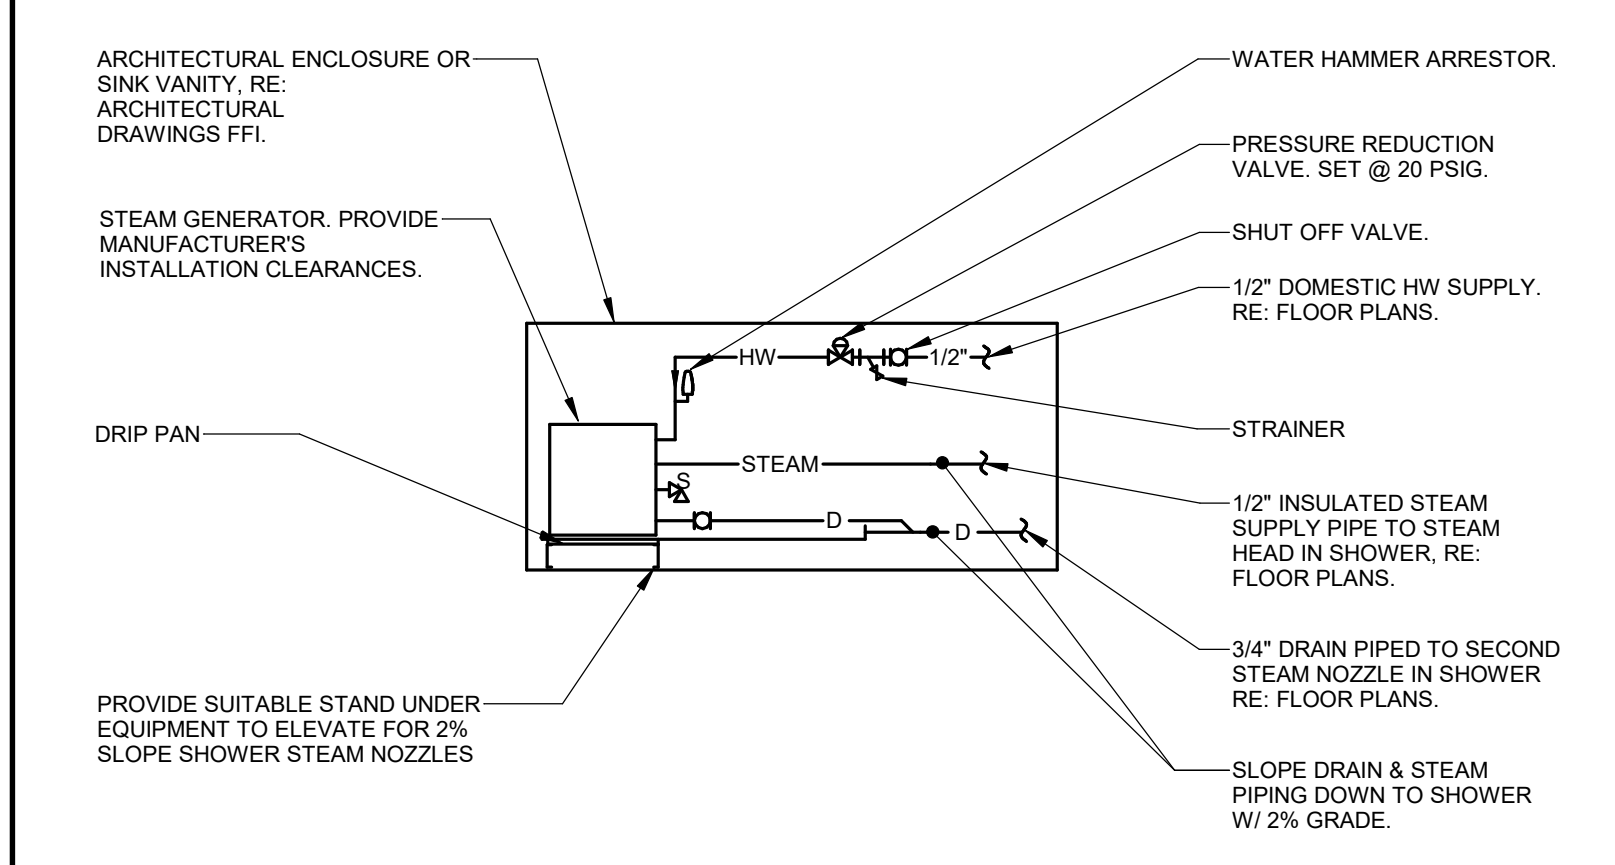 ARCHITECTURAL ENCLOSURE OR
SINK VANITY, RE:
ARCHITECTURAL
DRAWINGS FFI.
STEAM GENERATOR. PROVIDE
MANUFACTURER'S
INSTALLATION CLEARANCES.
DRIP PAN
PROVIDE SUITABLE STAND UNDER
EQUIPMENT TO ELEVATE FOR 2%
SLOPE SHOWER STEAM NOZZLES
HW
1/2"
STEAM
S
D
D
WATER HAMMER ARRESTOR.
PRESSURE REDUCTION
VALVE. SET @ 20 PSIG.
SHUT OFF VALVE.
1/2" DOMESTIC HW SUPPLY.
RE: FLOOR PLANS.
STRAINER
1/2" INSULATED STEAM
SUPPLY PIPE TO STEAM
HEAD IN SHOWER, RE:
FLOOR PLANS.
3/4" DRAIN PIPED TO SECOND
STEAM NOZZLE IN SHOWER
RE: FLOOR PLANS.
SLOPE DRAIN & STEAM
PIPING DOWN TO SHOWER
W/ 2% GRADE.